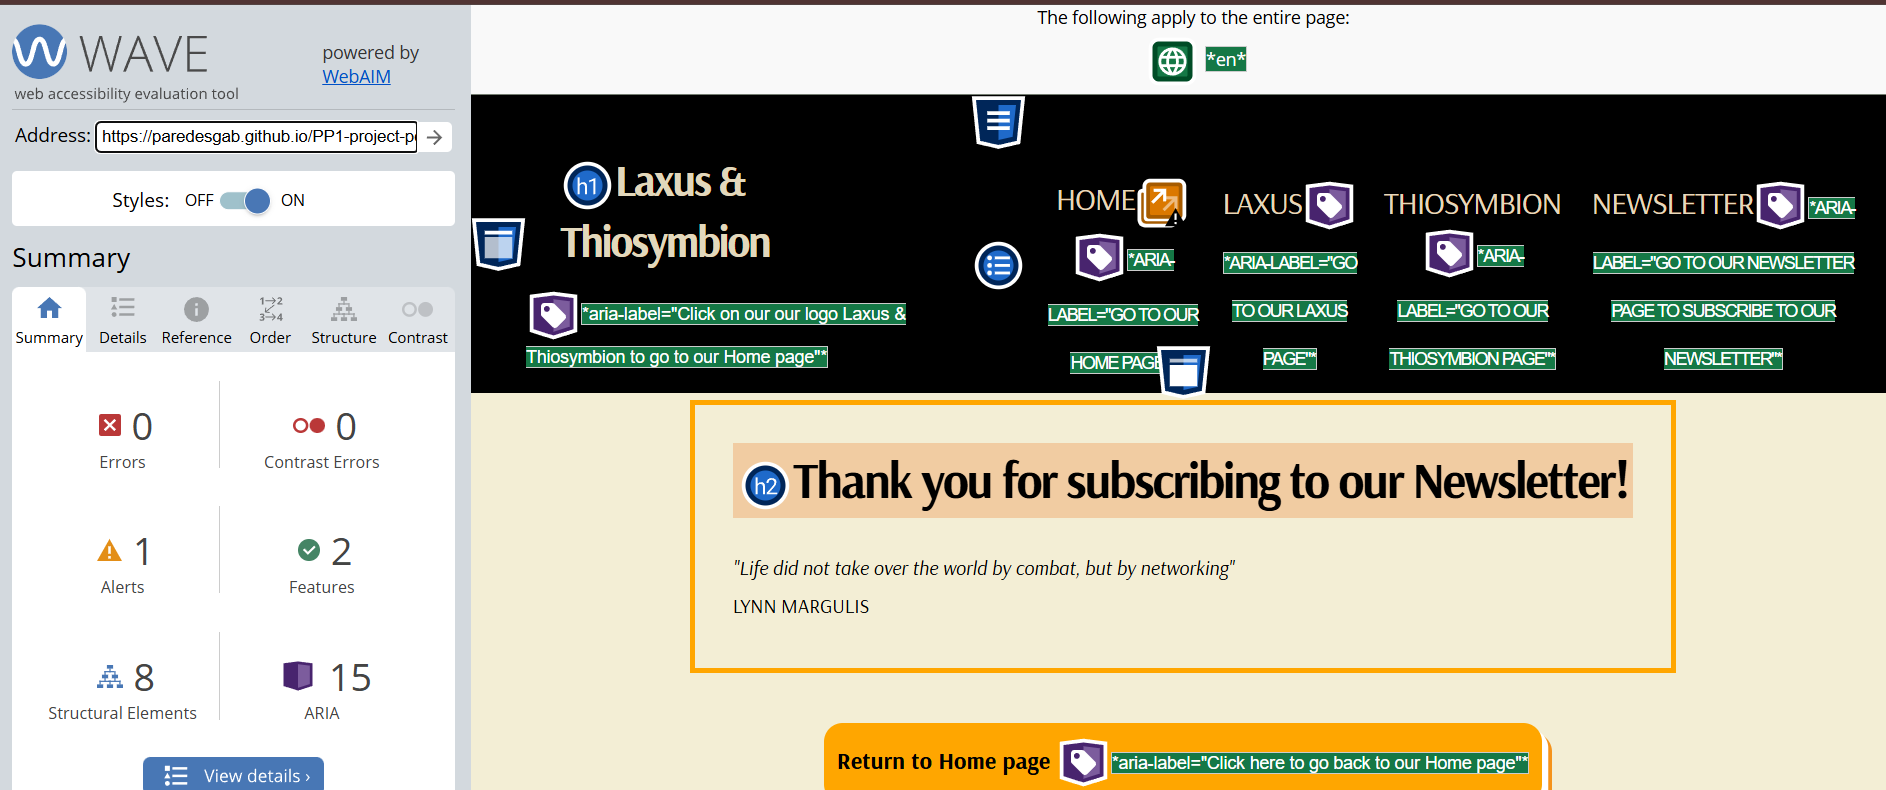 WAVE
powered by
WebAIM
web accessibility evaluation tool
Address: https://paredesgab.github.io/PP1-project-p
Styles: OFF ON
Summary
Summary Details Reference Order Structure Contrast
0 Errors
0 Contrast Errors
1 Alerts
2 Features
8 Structural Elements
15 ARIA
View details ›
The following apply to the entire page:
*en*
h1 Laxus &
Thiosymbion
*aria-label="Click on our our logo Laxus &
Thiosymbion to go to our Home page"*
HOME
*ARIA-
LABEL="GO TO OUR
HOME PAGE
LAXUS
*ARIA-LABEL="GO
TO OUR LAXUS
PAGE"*
THIOSYMBION
*ARIA-
LABEL="GO TO OUR
THIOSYMBION PAGE"*
NEWSLETTER *ARIA-
LABEL="GO TO OUR NEWSLETTER
PAGE TO SUBSCRIBE TO OUR
NEWSLETTER"*
h2 Thank you for subscribing to our Newsletter!
"Life did not take over the world by combat, but by networking"
LYNN MARGULIS
Return to Home page *aria-label="Click here to go back to our Home page"*